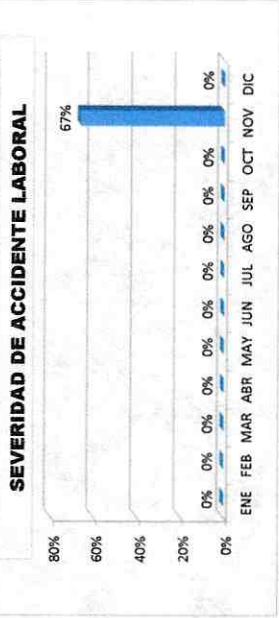 SEVERIDAD DE ACCIDENTE LABORAL
80%
60%
40%
20%
0%
0% 0% 0% 0% 0% 0% 0% 0% 0% 0% 67% 0%
ENE FEB MAR ABR MAY JUN JUL AGO SEP OCT NOV DIC